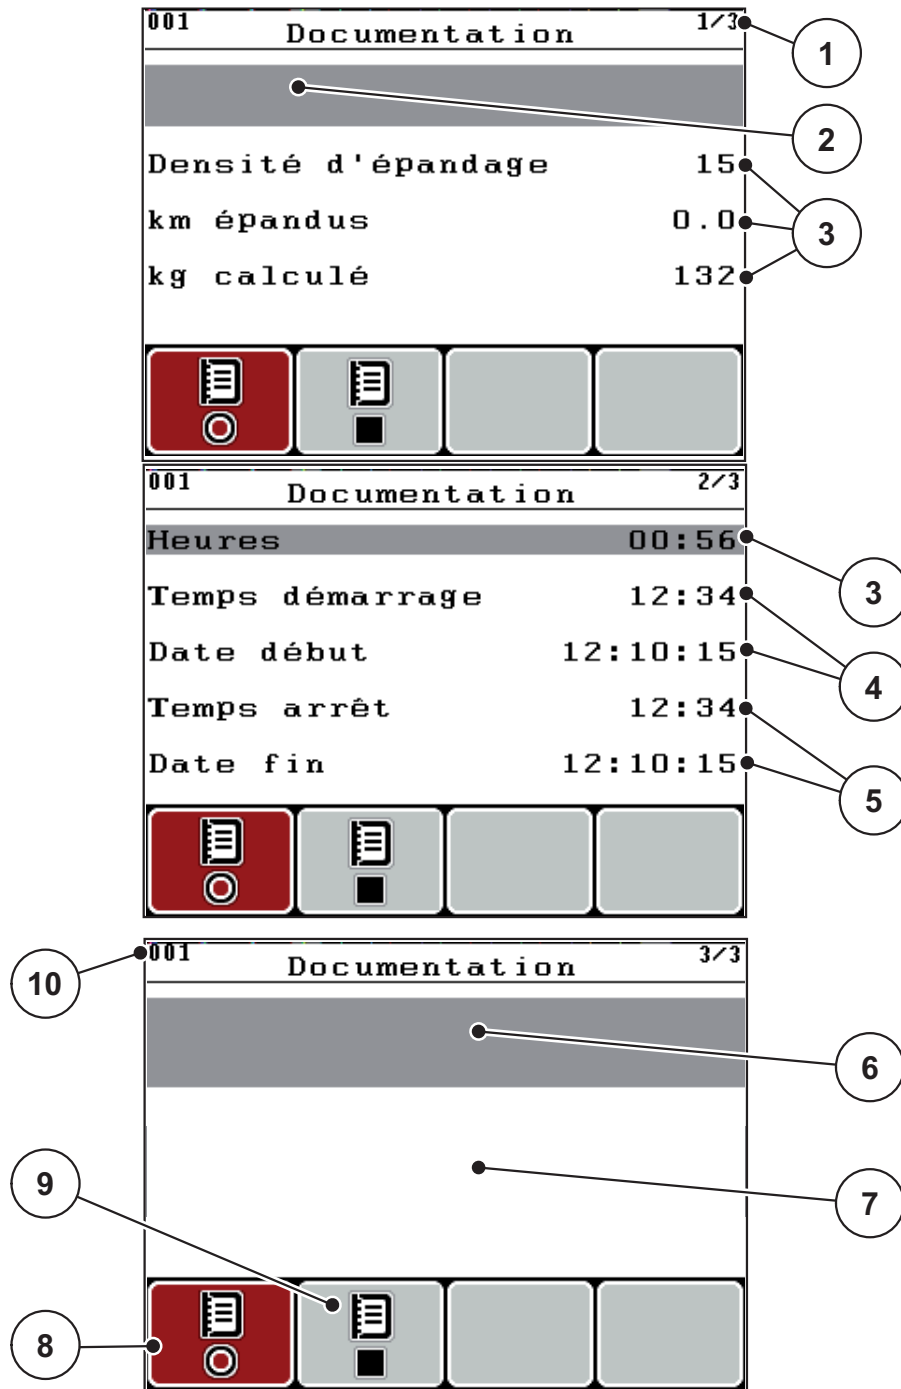 001 Documentation 1/3
1
2
Densité d'épandage 15
km épandus 0.0
3
kg calculé 132
001 Documentation 2/3
Heures 00:56
3
Temps démarrage 12:34
Date début 12:10:15
4
Temps arrêt 12:34
Date fin 12:10:15
5
001 Documentation 3/3
10
6
9
7
8